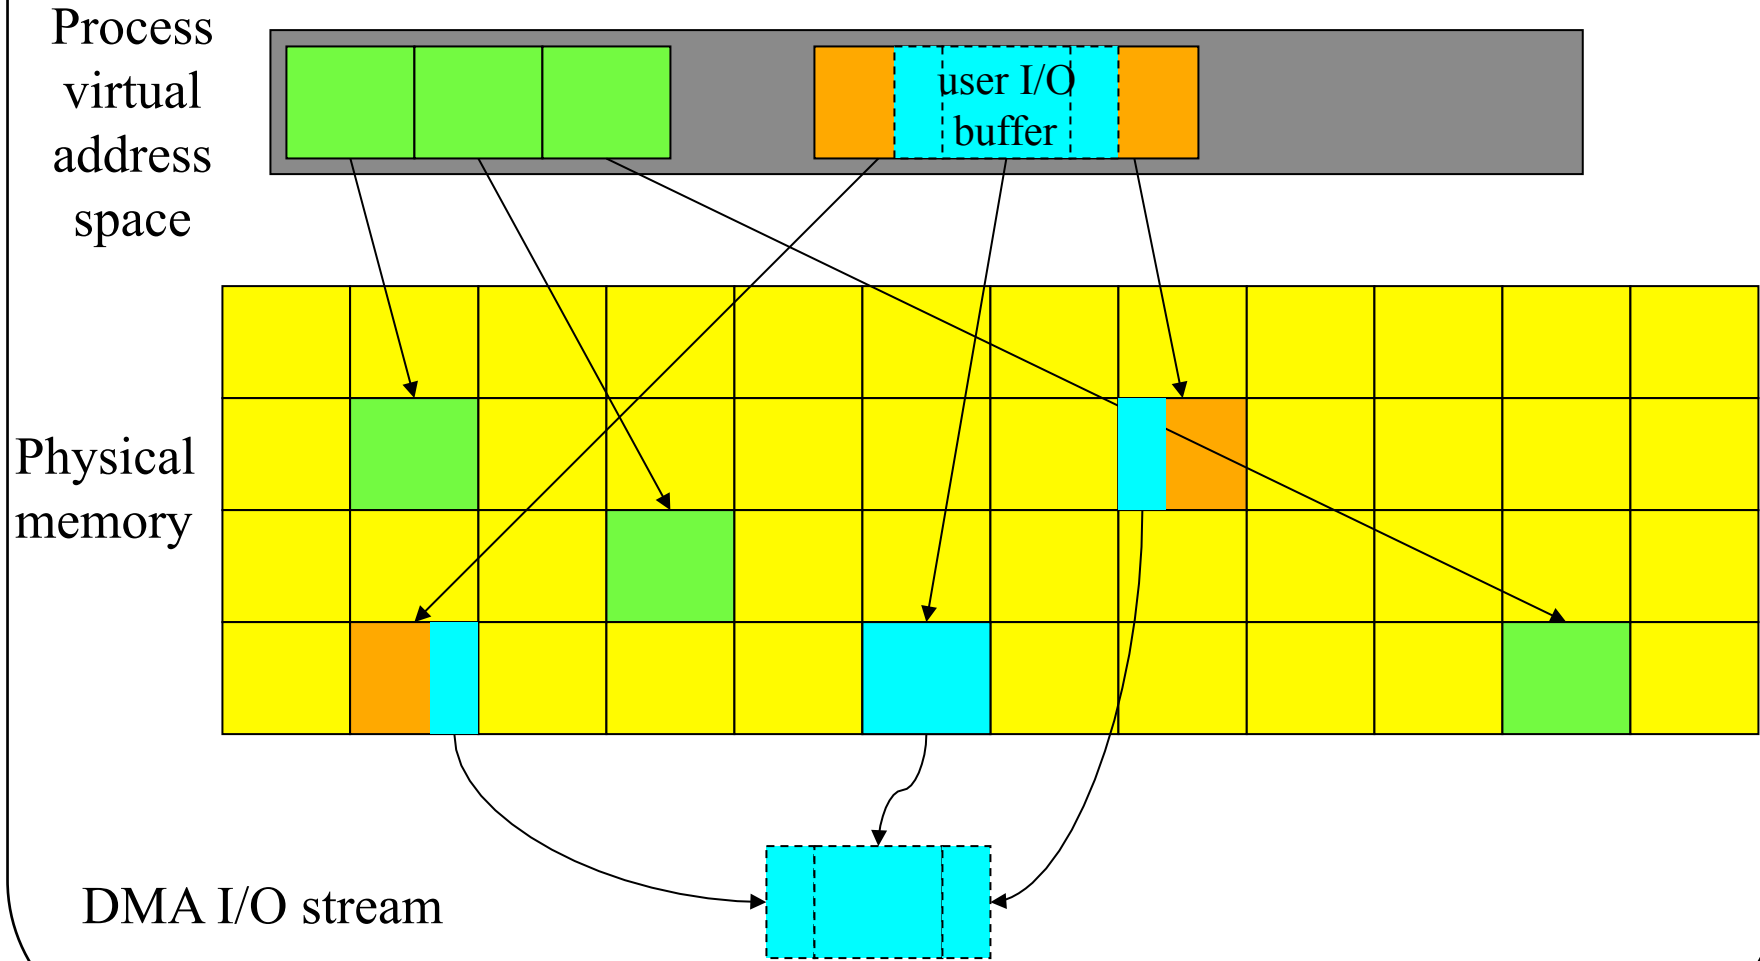 Process
virtual
address
space
user I/O
buffer
Physical
memory
DMA I/O stream